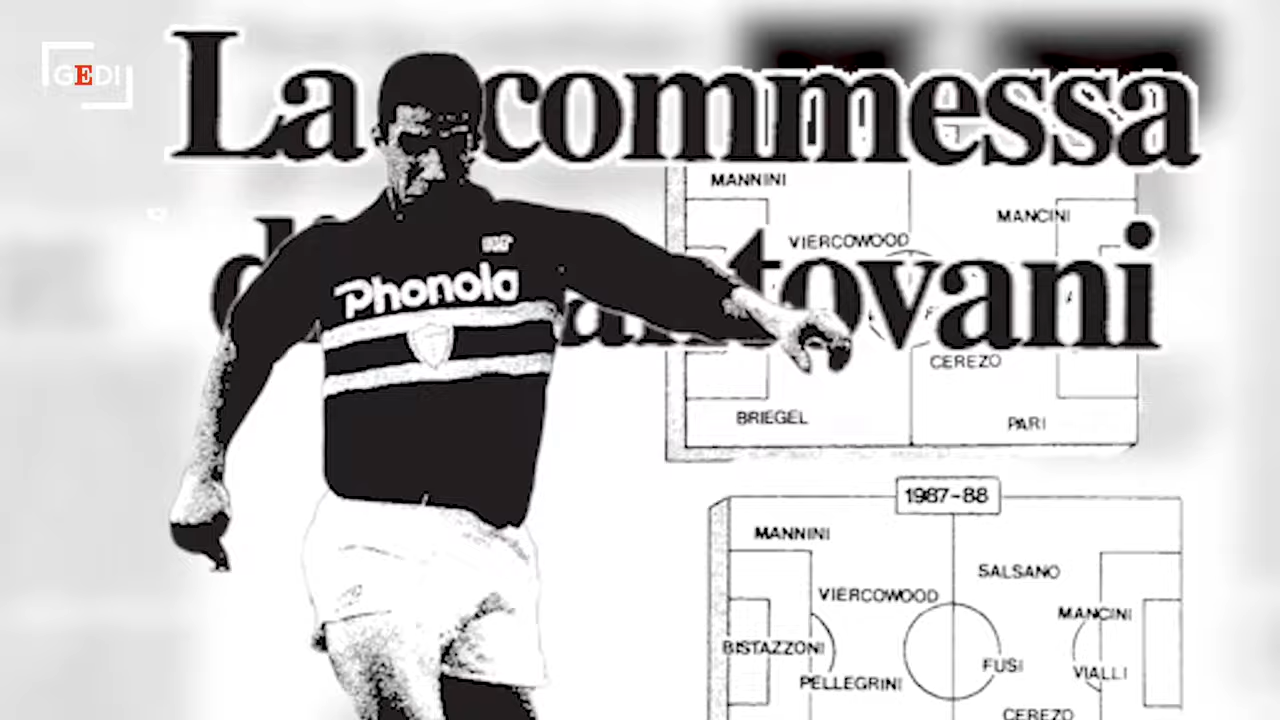 GEDI
La commessa
Mantovani
MANNINI
MANCINI
VIERCOWOOD
CEREZO
BRIEGEL
PARI
Phonola
1987-88
MANNINI
SALSANO
VIERCOWOOD
MANCINI
BISTAZZONI
FUSI
VIALLI
PELLEGRINI
CEREZO